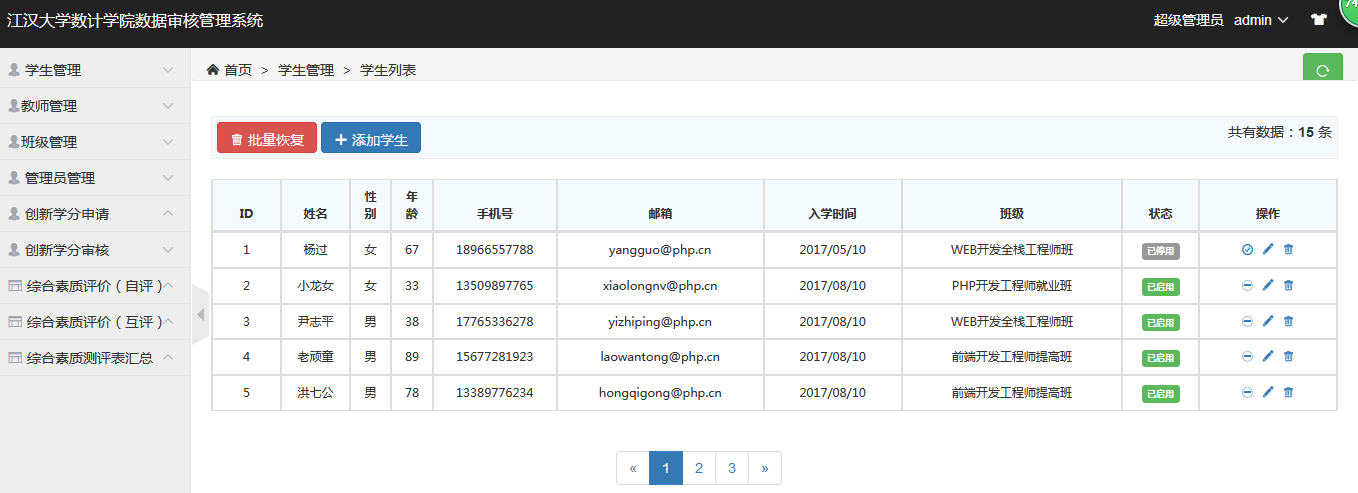 江汉大学数计学院数据审核管理系统
超级管理员 admin
74
学生管理
教师管理
班级管理
管理员管理
创新学分申请
创新学分审核
综合素质评价（自评）
综合素质评价（互评）
综合素质测评表汇总
首页 > 学生管理 > 学生列表
批量恢复 添加学生 共有数据：15 条
ID 姓名 性别 年龄 手机号 邮箱 入学时间 班级 状态 操作
1 杨过 女 67 18966557788 yangguo@php.cn 2017/05/10 WEB开发全栈工程师班 已停用
2 小龙女 女 33 13509897765 xiaolongnv@php.cn 2017/08/10 PHP开发工程师就业班 已启用
3 尹志平 男 38 17765336278 yizhiping@php.cn 2017/08/10 WEB开发全栈工程师班 已启用
4 老顽童 男 89 15677281923 laowantong@php.cn 2017/08/10 前端开发工程师提高班 已启用
5 洪七公 男 78 13389776234 hongqigong@php.cn 2017/08/10 前端开发工程师提高班 已启用
« 1 2 3 »